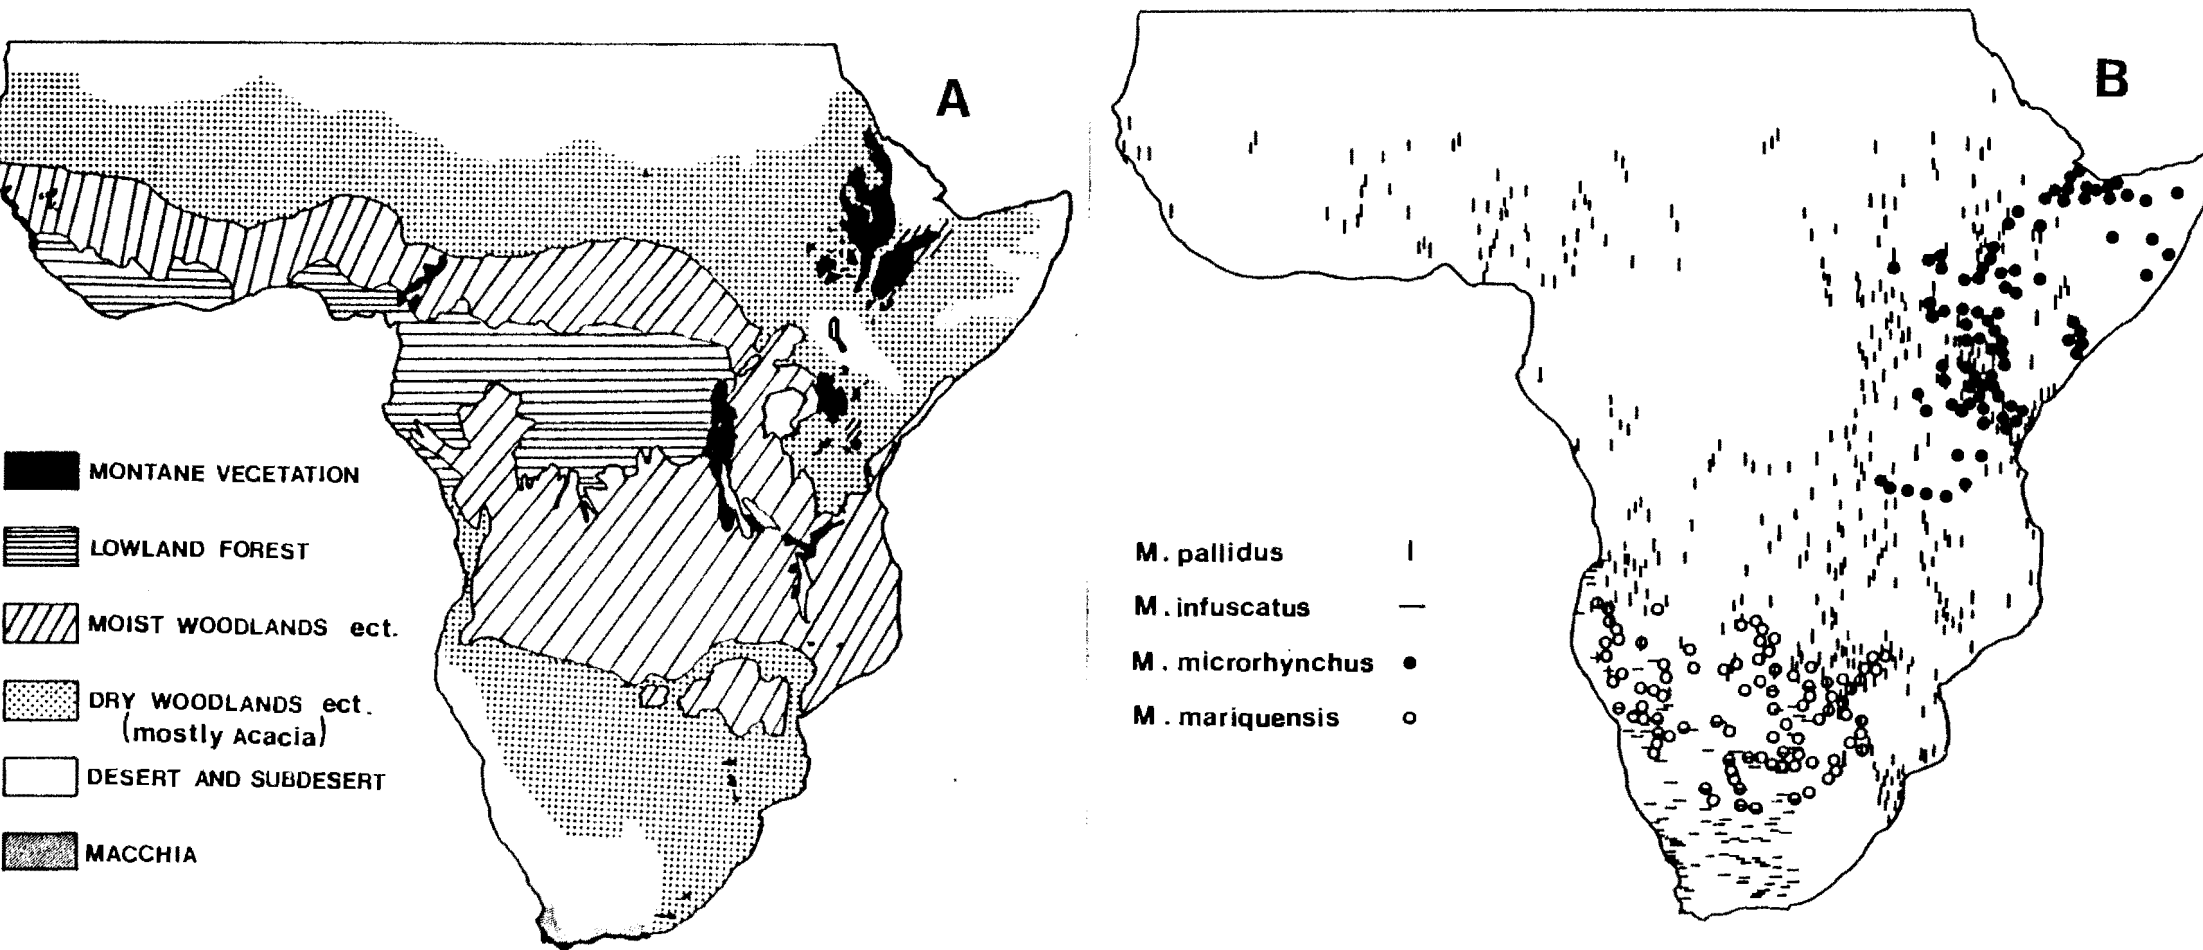 A
MONTANE VEGETATION
LOWLAND FOREST
MOIST WOODLANDS ect.
DRY WOODLANDS ect.
(mostly Acacia)
DESERT AND SUBDESERT
MACCHIA
B
M. pallidus
M. infuscatus
M. microrhynchus
M. mariquensis